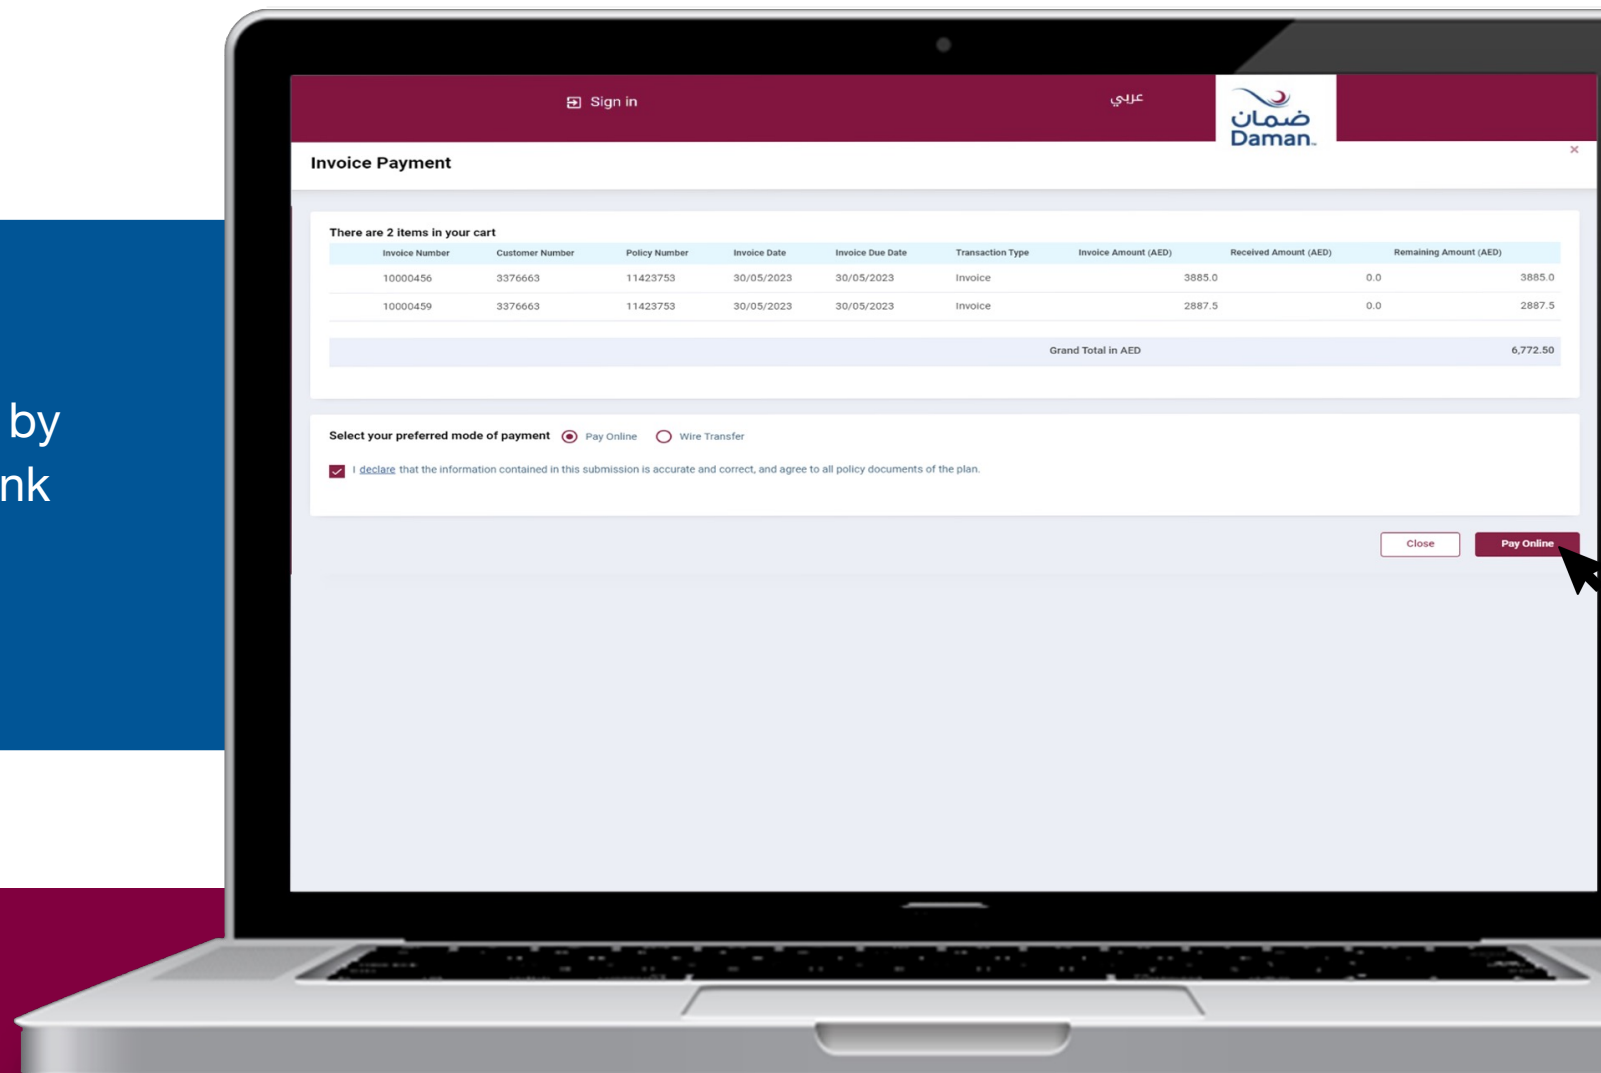 Sign in
عربي
ضمان
Daman
Invoice Payment
There are 2 items in your cart
Invoice Number Customer Number Policy Number Invoice Date Invoice Due Date Transaction Type Invoice Amount (AED) Received Amount (AED) Remaining Amount (AED)
10000456 3376663 11423753 30/05/2023 30/05/2023 Invoice 3885.0 0.0 3885.0
10000459 3376663 11423753 30/05/2023 30/05/2023 Invoice 2887.5 0.0 2887.5
Grand Total in AED 6,772.50
by
nk
Select your preferred mode of payment Pay Online Wire Transfer
I declare that the information contained in this submission is accurate and correct, and agree to all policy documents of the plan.
Close Pay Online